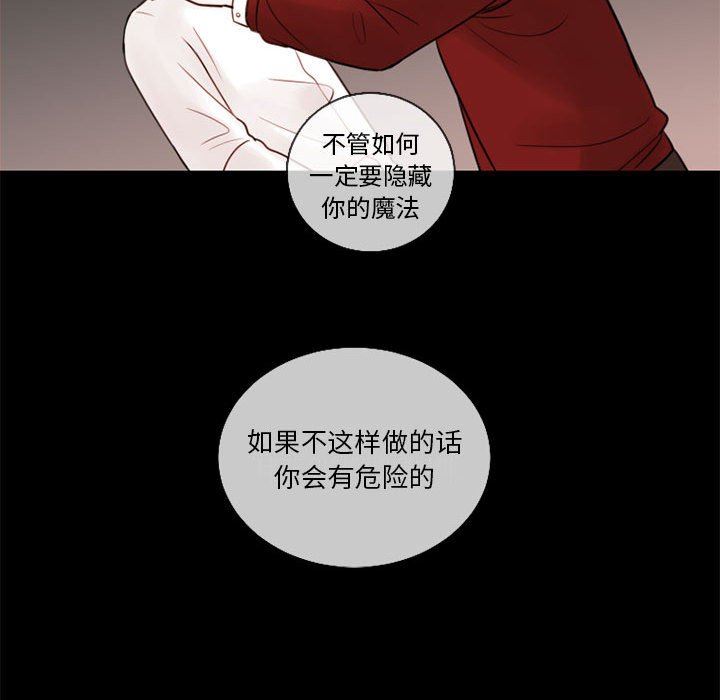 不管如何
一定要隐藏
你的魔法
如果不这样做的话
你会有危险的